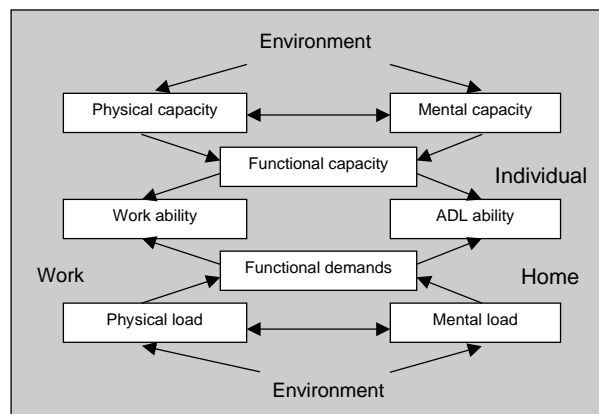 Environment
Physical capacity
Mental capacity
Functional capacity
Individual
Work ability
ADL ability
Functional demands
Work
Home
Physical load
Mental load
Environment